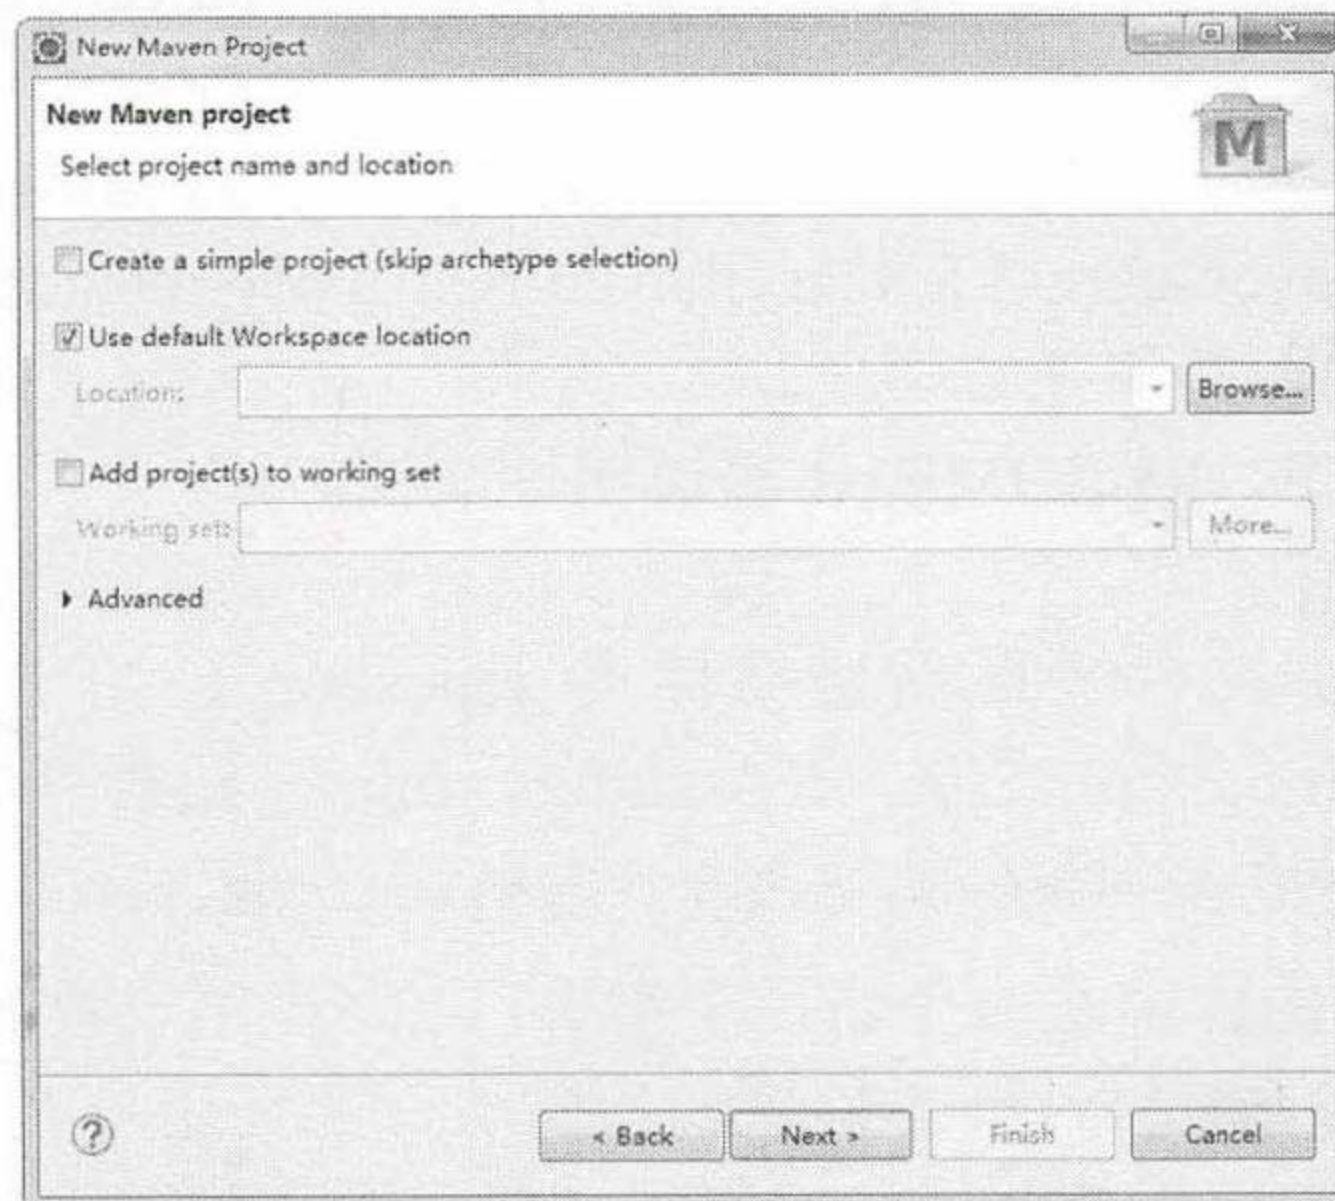 New Maven Project
New Maven project
M
Select project name and location
Create a simple project (skip archetype selection)
Use default Workspace location
Location:
Browse...
Add project(s) to working set
Working set:
More...
Advanced
?
< Back
Next >
Finish
Cancel